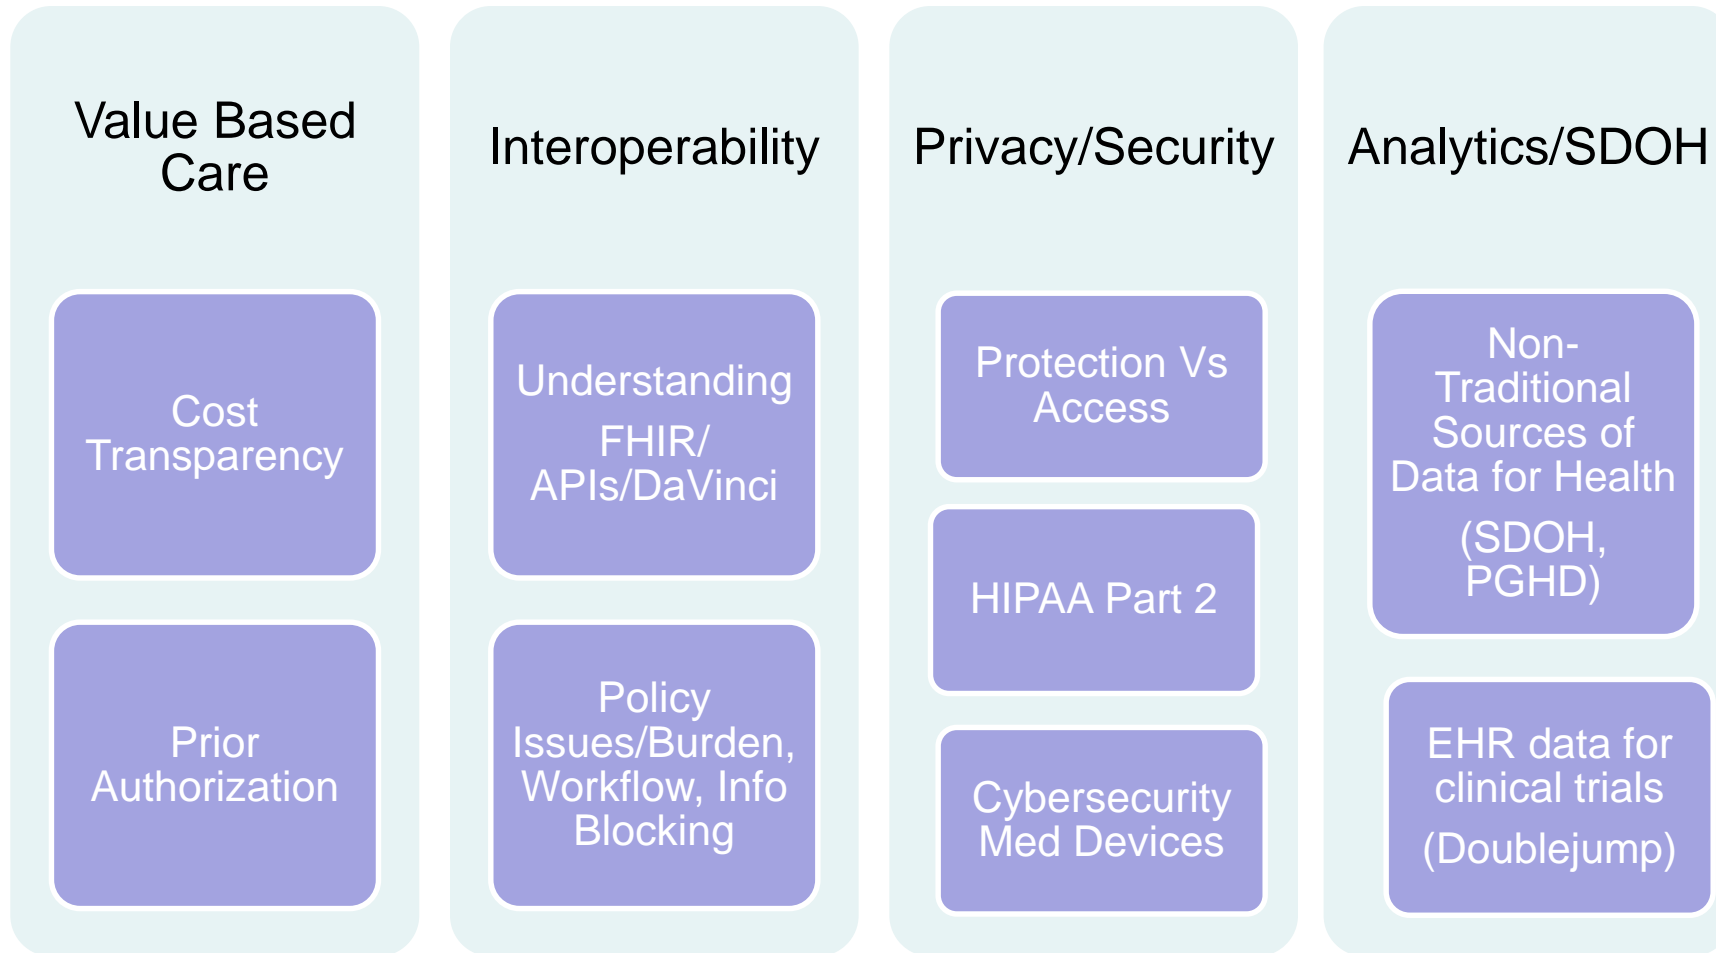 Value Based
Care
Cost
Transparency
Prior
Authorization
Interoperability
Understanding
FHIR/
APIs/DaVinci
Policy
Issues/Burden,
Workflow, Info
Blocking
Privacy/Security
Protection Vs
Access
HIPAA Part 2
Cybersecurity
Med Devices
Analytics/SDOH
Non-
Traditional
Sources of
Data for Health
(SDOH,
PGHD)
EHR data for
clinical trials
(Doublejump)